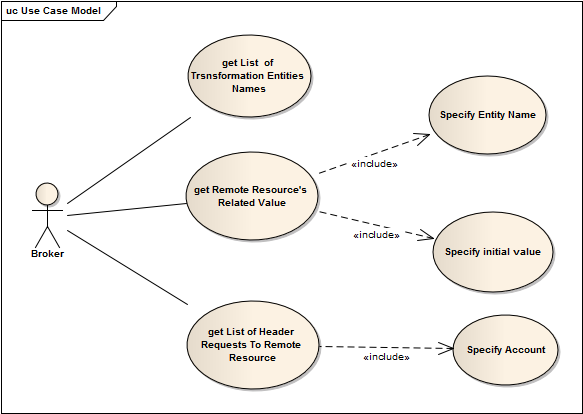 uc Use Case Model
get List of
Trsnsformation Entities
Names
Specify Entity Name
«include»
get Remote Resource's
Related Value
«include»
Broker
Specify initial value
get List of Header
Requests To Remote
Resource
«include»
Specify Account